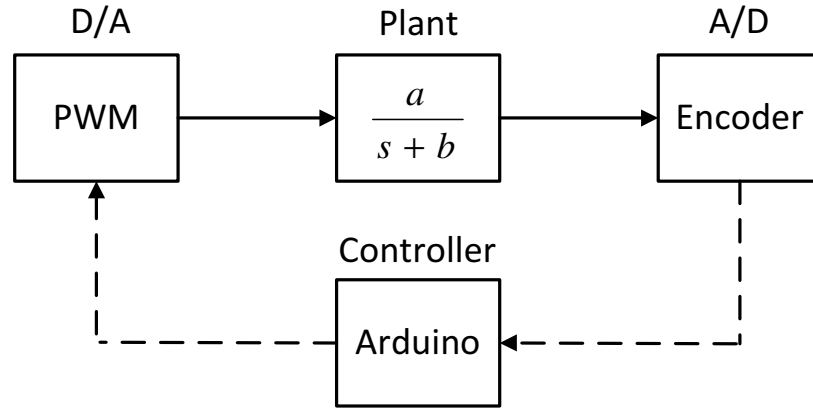 D/A
Plant
A/D
PWM
a
s + b
Encoder
Controller
Arduino